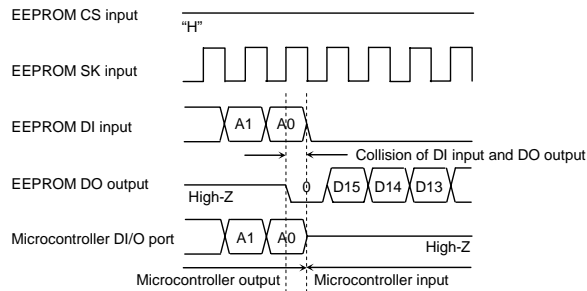 EEPROM CS input
“H”
EEPROM SK input
EEPROM DI input
A1 A0
Collision of DI input and DO output
EEPROM DO output
High-Z
0 D15 D14 D13
Microcontroller DI/O port
A1 A0
High-Z
Microcontroller output Microcontroller input